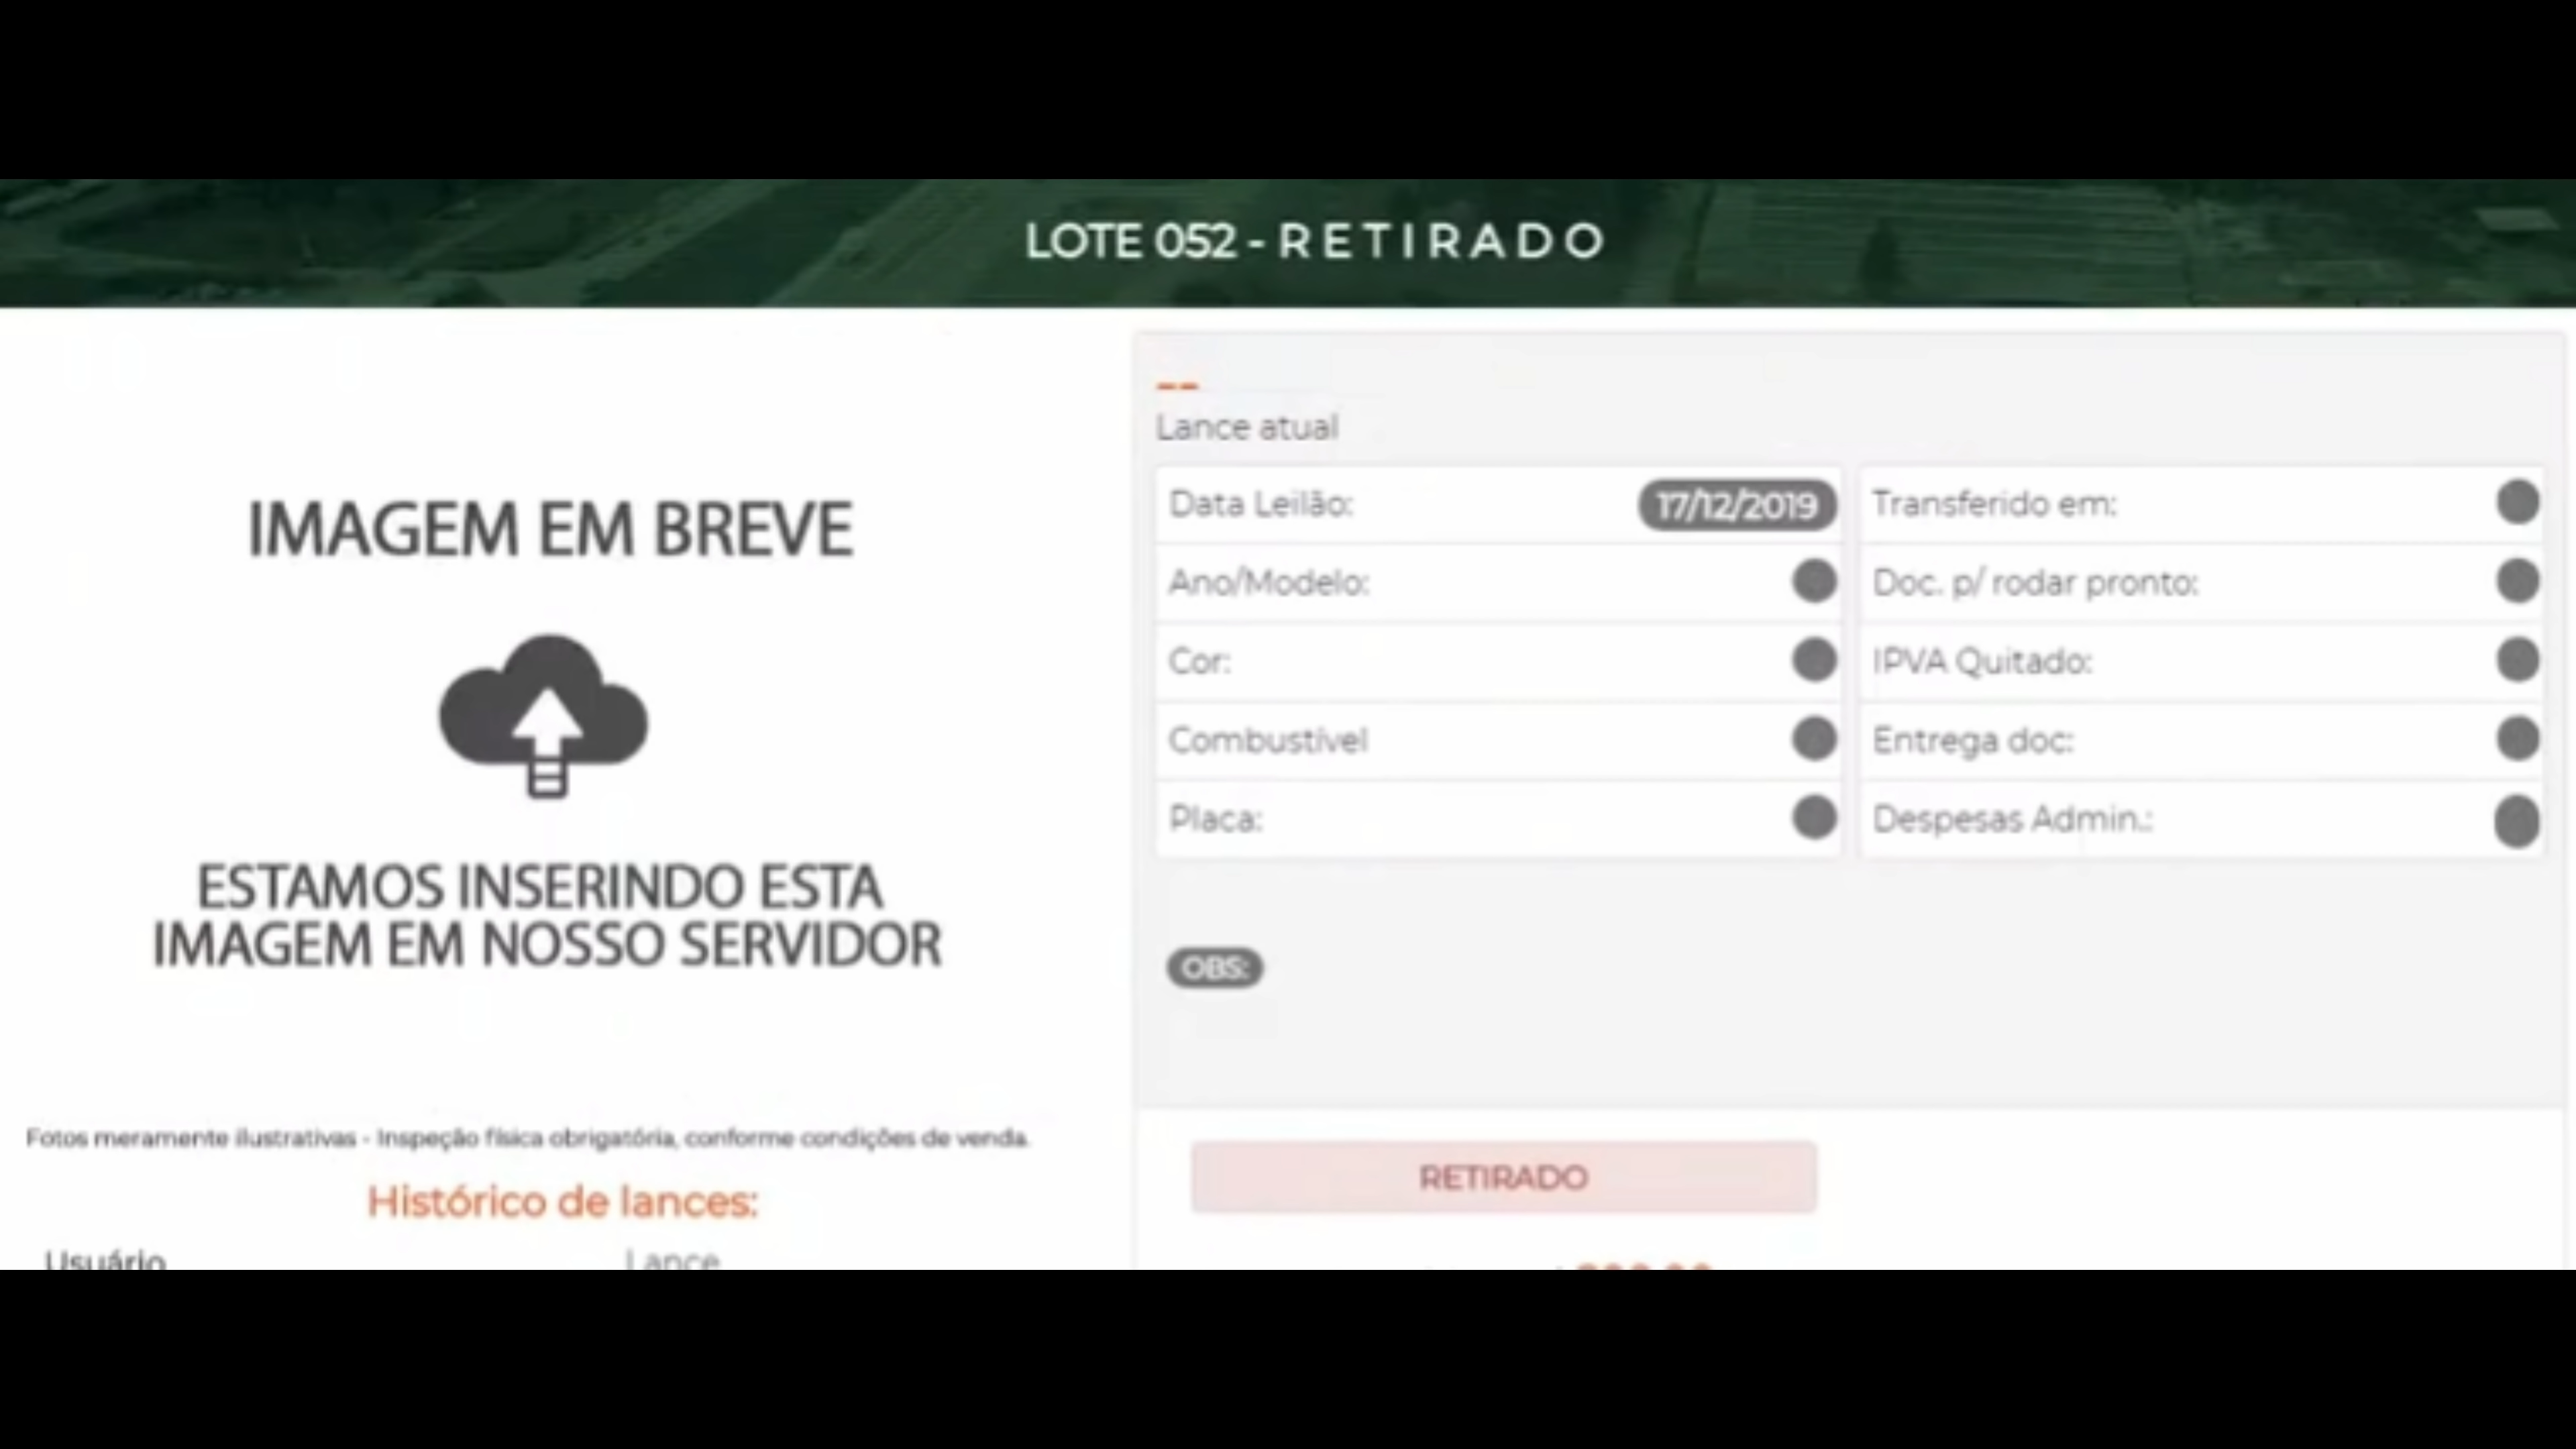 LOTE 052 - R E T I R A D O
IMAGEM EM BREVE
ESTAMOS INSERINDO ESTA
IMAGEM EM NOSSO SERVIDOR
Fotos meramente ilustrativas - Inspeção física obrigatória, conforme condições de venda.
Histórico de lances:
Usuário Lance
--
Lance atual
Data Leilão: 17/12/2019
Ano/Modelo:
Cor:
Combustível
Placa:
Transferido em:
Doc. p/ rodar pronto:
IPVA Quitado:
Entrega doc:
Despesas Admin.:
OBS:
RETIRADO